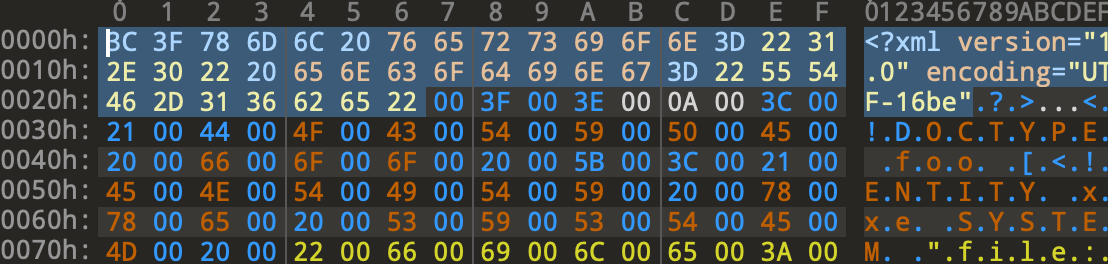 0 1 2 3 4 5 6 7 8 9 A B C D E F 0123456789ABCDEF
0000h: 3C 3F 78 6D 6C 20 76 65 72 73 69 6F 6E 3D 22 31 <?xml version="1
0010h: 2E 30 22 20 65 6E 63 6F 64 69 6E 67 3D 22 55 54 .0" encoding="UT
0020h: 46 2D 31 36 62 65 22 00 3F 00 3E 00 0A 00 3C 00 F-16be".?.>...<.
0030h: 21 00 44 00 4F 00 43 00 54 00 59 00 50 00 45 00 !.D.O.C.T.Y.P.E.
0040h: 20 00 66 00 6F 00 6F 00 20 00 5B 00 3C 00 21 00  .f.o.o. .[.<.!.
0050h: 45 00 4E 00 54 00 49 00 54 00 59 00 20 00 78 00 E.N.T.I.T.Y. .x.
0060h: 78 00 65 00 20 00 53 00 59 00 53 00 54 00 45 00 x.e. .S.Y.S.T.E.
0070h: 4D 00 20 00 22 00 66 00 69 00 6C 00 65 00 3A 00 M. .".f.i.l.e.:.